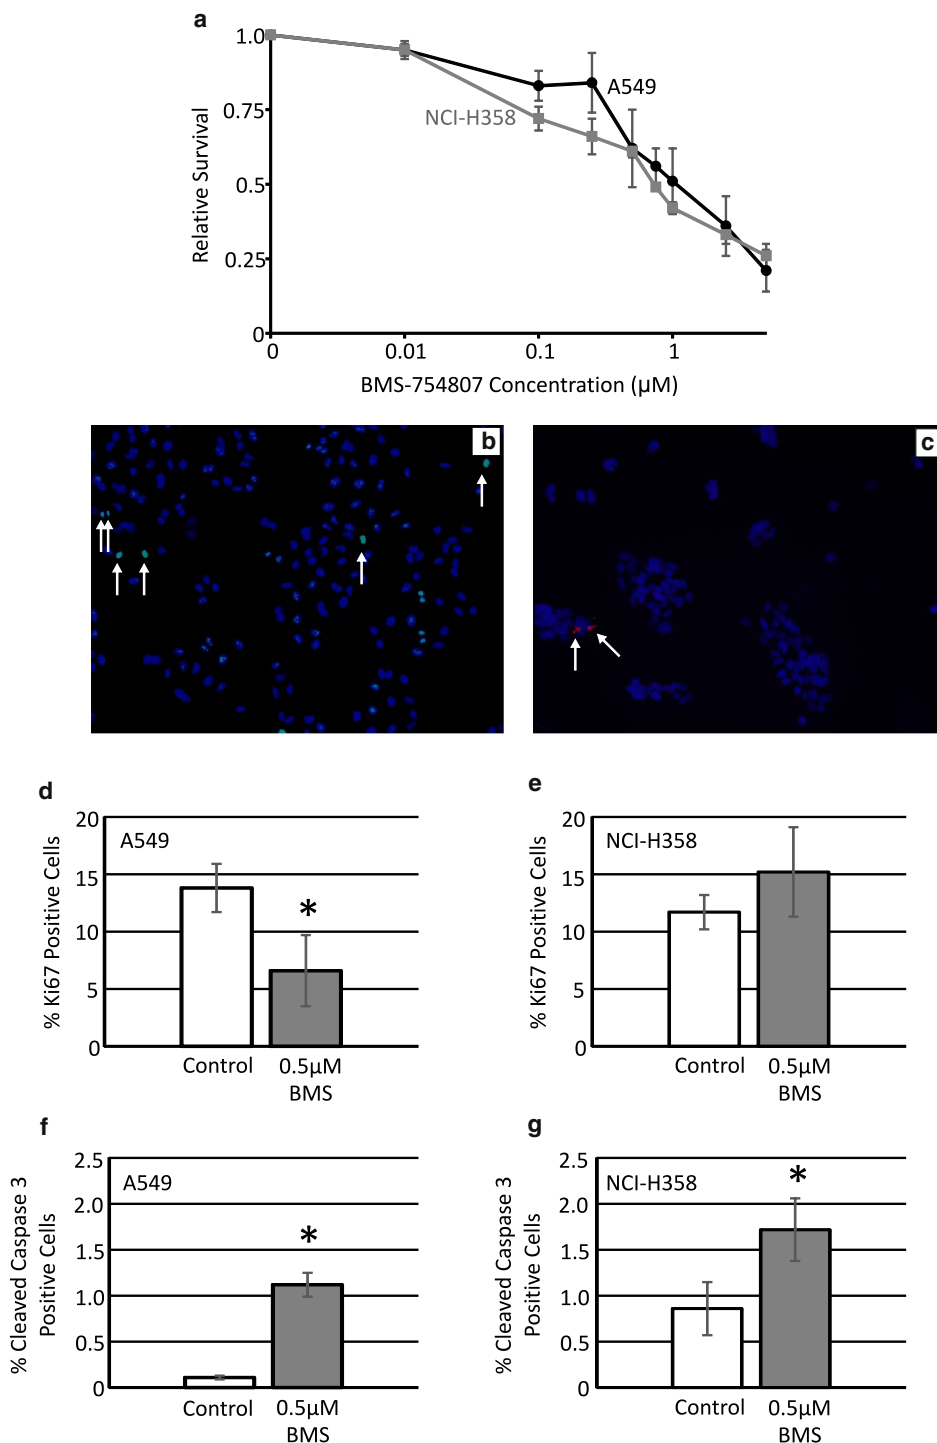 a
1.0
0.75
0.5
0.25
0
Relative Survival
A549
NCI-H358
0 0.01 0.1 1
BMS-754807 Concentration (µM)
b
c
d
20
15
10
5
0
% Ki67 Positive Cells
A549
*
Control 0.5µM
BMS
e
20
15
10
5
0
% Ki67 Positive Cells
NCI-H358
Control 0.5µM
BMS
f
2.5
2.0
1.5
1.0
0.5
0
% Cleaved Caspase 3
Positive Cells
A549
*
Control 0.5µM
BMS
g
2.5
2.0
1.5
1.0
0.5
0
% Cleaved Caspase 3
Positive Cells
NCI-H358
*
Control 0.5µM
BMS